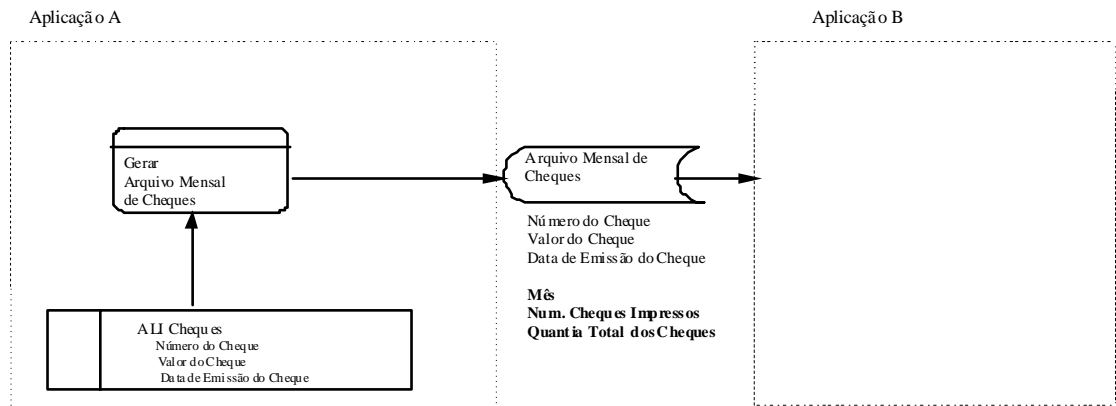 Aplicação A
Aplicação B
Gerar
Arquivo Mensal
de Cheques
Arquivo Mensal de
Cheques
Número do Cheque
Valor do Cheque
Data de Emissão do Cheque
Mês
Num. Cheques Impressos
Quantia Total dos Cheques
ALI Cheques
Número do Cheque
Valor do Cheque
Data de Emissão do Cheque